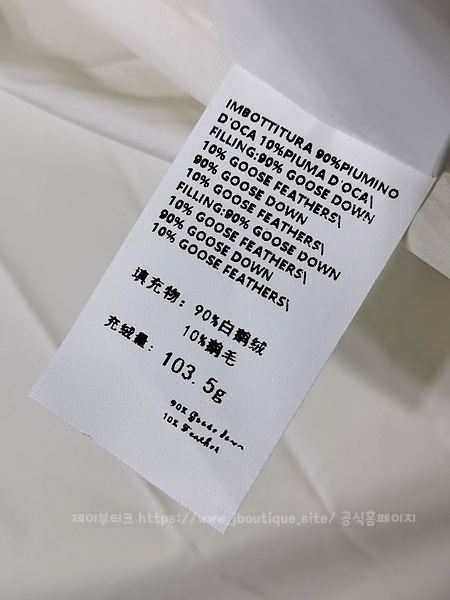 IMBOTTITURA 90%PIUMINO
D'OCA 10%PIUMA D'OCA\
FILLING:90% GOOSE DOWN
10% GOOSE FEATHERS\
90% GOOSE DOWN
10% GOOSE FEATHERS\
FILLING:90% GOOSE DOWN
10% GOOSE FEATHERS\
90% GOOSE DOWN
10% GOOSE FEATHERS\
填充物: 90%白鹅绒
10%鹅毛
充绒量: 103.5g
90% Goose down
10% Feather
제이부티크 https://www.jboutique.site/ 공식홈페이지